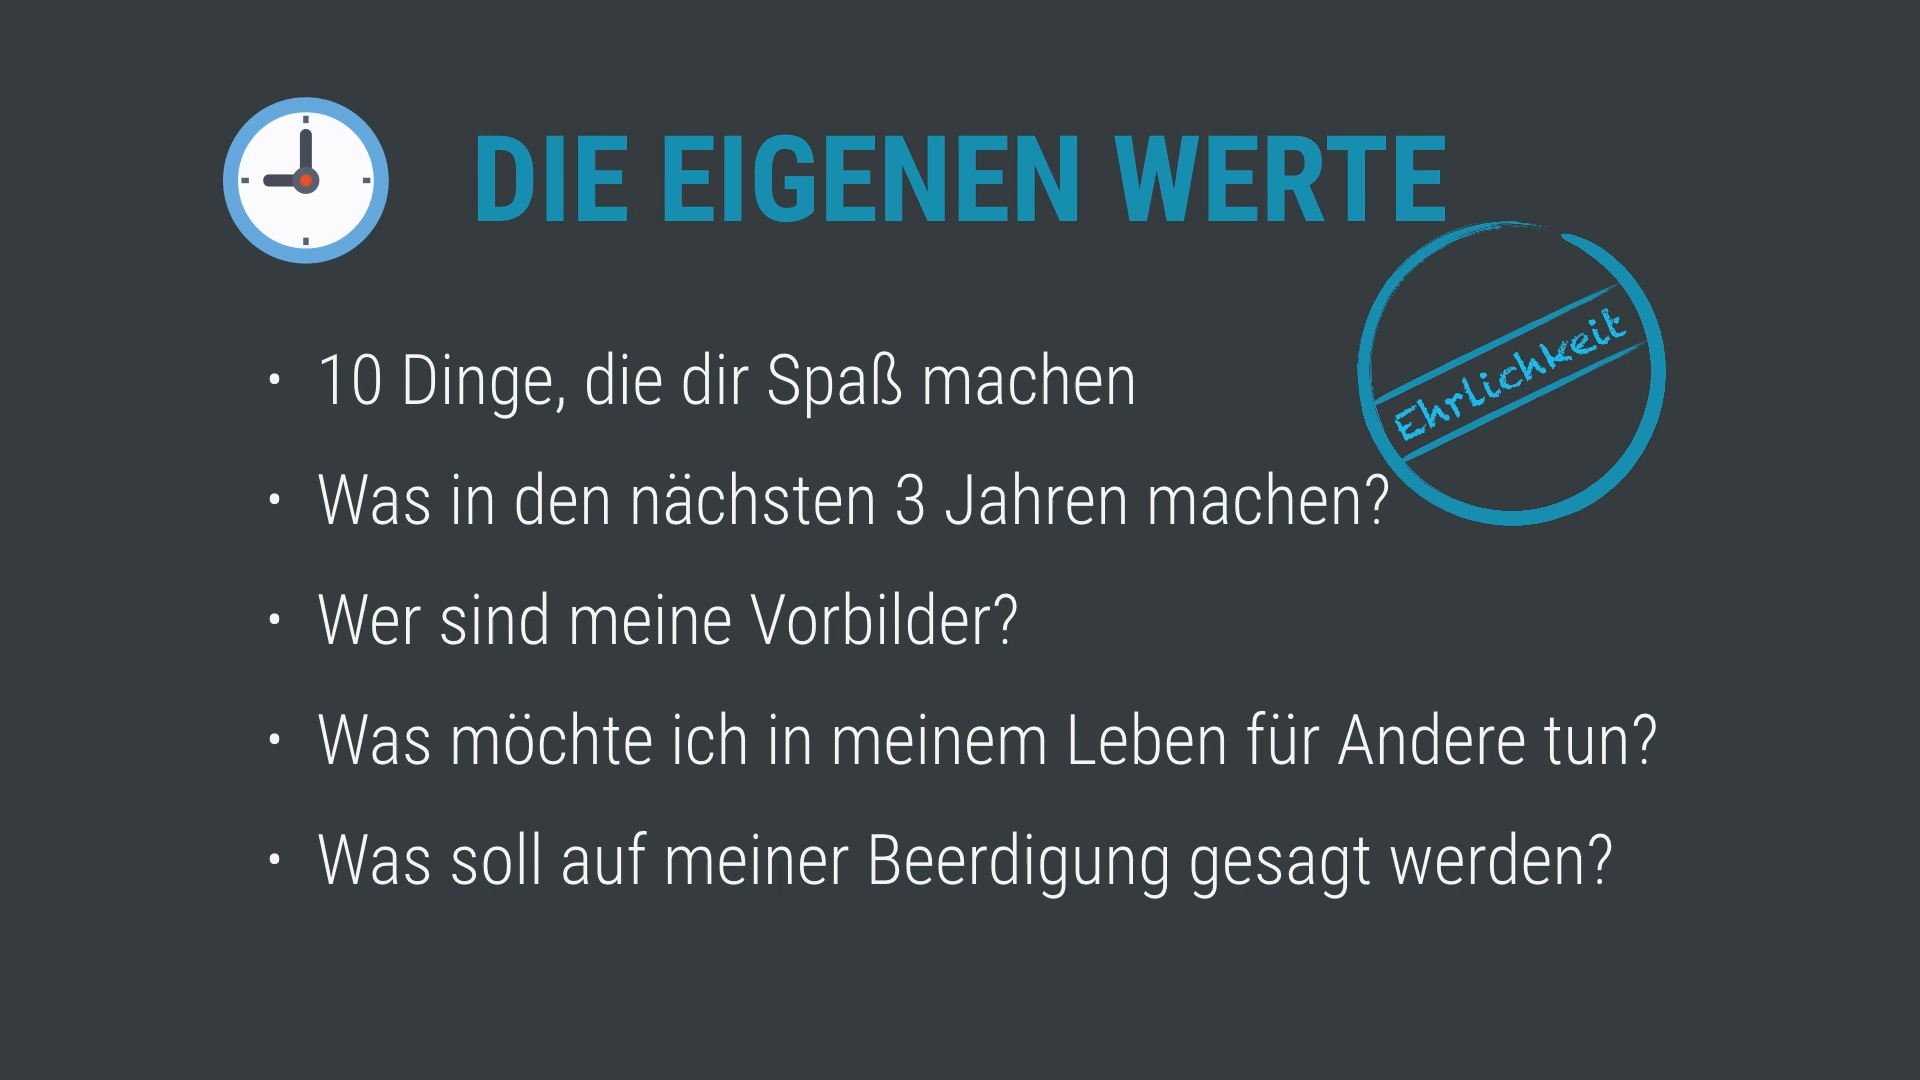 DIE EIGENEN WERTE
Ehrlichkeit
• 10 Dinge, die dir Spaß machen
• Was in den nächsten 3 Jahren machen?
• Wer sind meine Vorbilder?
• Was möchte ich in meinem Leben für Andere tun?
• Was soll auf meiner Beerdigung gesagt werden?